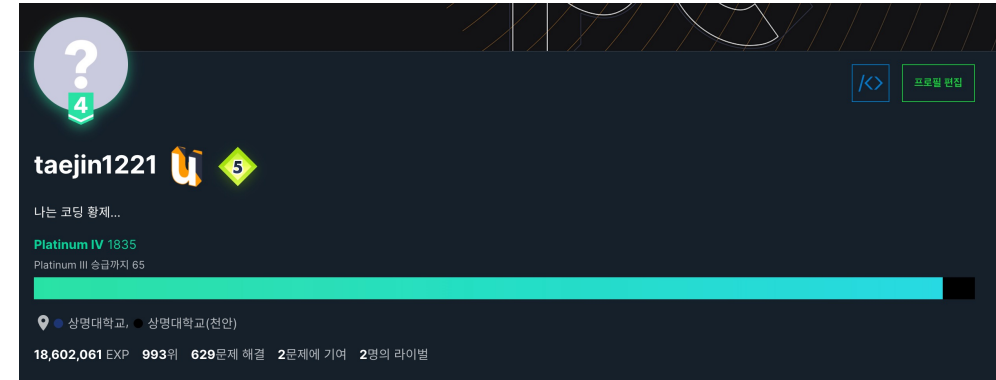 ?
4
/<>
프로필 편집
taejin1221 5
나는 코딩 황제...
Platinum IV 1835
Platinum III 승급까지 65
상명대학교, 상명대학교(천안)
18,602,061 EXP 993위 629문제 해결 2문제에 기여 2명의 라이벌